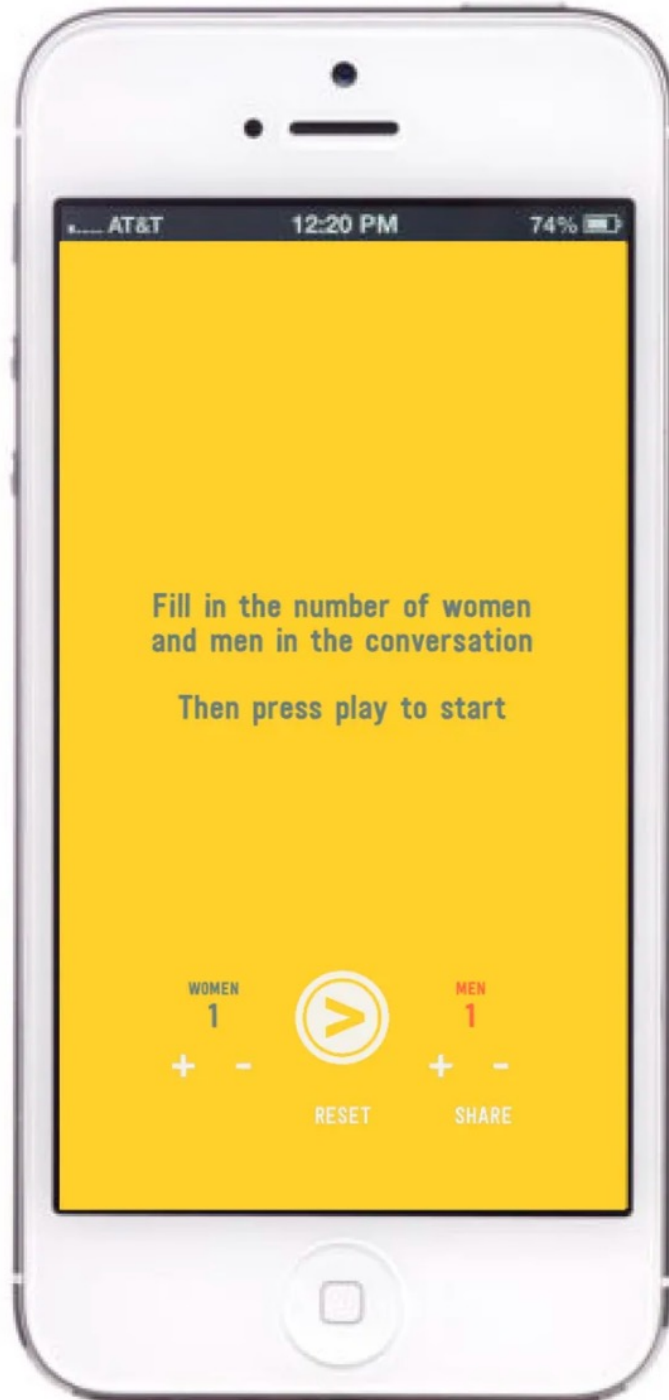 AT&T 12:20 PM 74%
Fill in the number of women
and men in the conversation
Then press play to start
WOMEN MEN
1 1
+ - + -
RESET SHARE